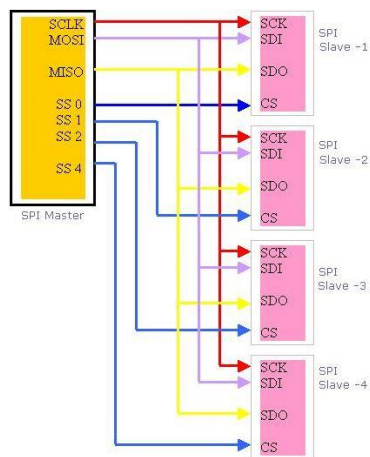 SCLK
MOSI
MISO
SS 0
SS 1
SS 2
SS 4
SPI Master
SCK
SDI
SDO
CS
SPI
Slave -1
SCK
SDI
SDO
CS
SPI
Slave -2
SCK
SDI
SDO
CS
SPI
Slave -3
SCK
SDI
SDO
CS
SPI
Slave -4